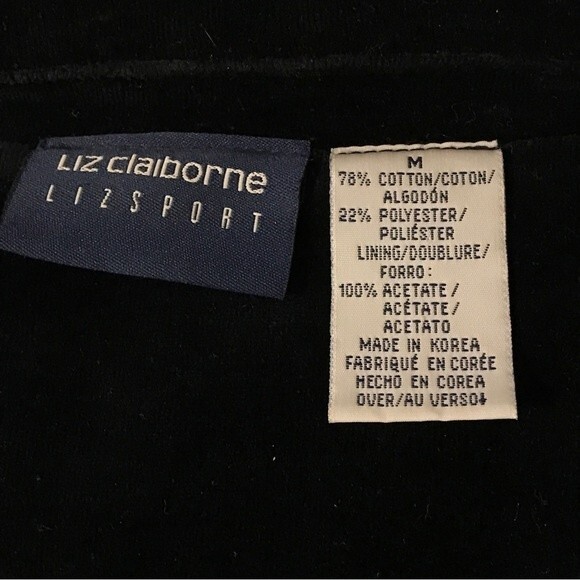 LIZ claiborne
LIZSPORT
M
78% COTTON/COTON/
ALGODÓN
22% POLYESTER/
POLIÉSTER
LINING/DOUBLURE/
FORRO:
100% ACETATE/
ACÉTATE/
ACETATO
MADE IN KOREA
FABRIQUÉ EN CORÉE
HECHO EN COREA
OVER/AU VERSO↓